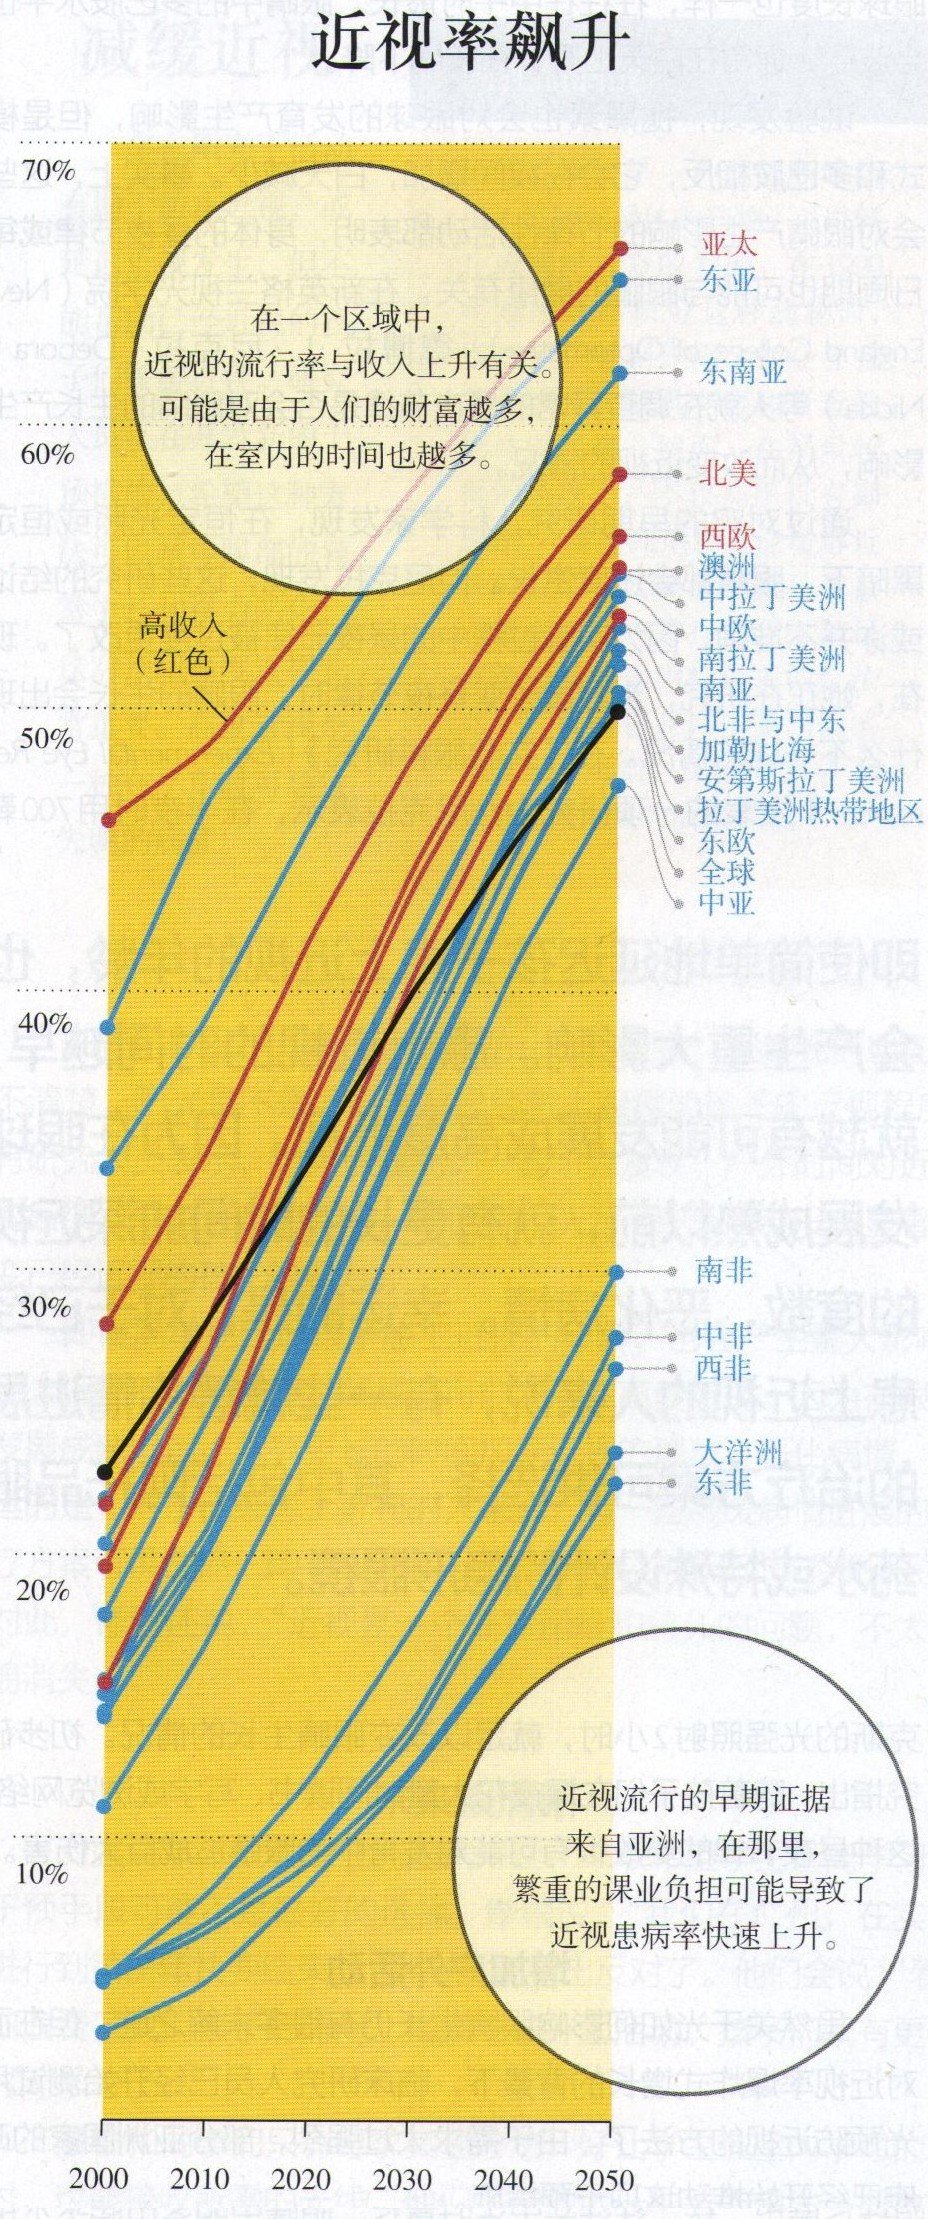 近视率飙升
70%
亚太
东亚
在一个区域中，
近视的流行率与收入上升有关。
可能是由于人们的财富越多，
在室内的时间也越多。
东南亚
60%
北美
西欧
澳洲
中拉丁美洲
高收入
（红色）
中欧
南拉丁美洲
南亚
50%
北非与中东
加勒比海
安第斯拉丁美洲
拉丁美洲热带地区
东欧
全球
中亚
40%
30%
南非
中非
西非
大洋洲
东非
20%
10%
近视流行的早期证据
来自亚洲，在那里，
繁重的课业负担可能导致了
近视患病率快速上升。
2000 2010 2020 2030 2040 2050